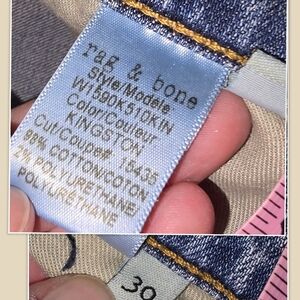 rag & bone
Style/Modele
W1590K510KIN
Color/Couleur
KINGSTON
Cut/Coupe# 15435
98% COTTON/COTON
2% POLYURETHANE/
POLYURETHANE
30